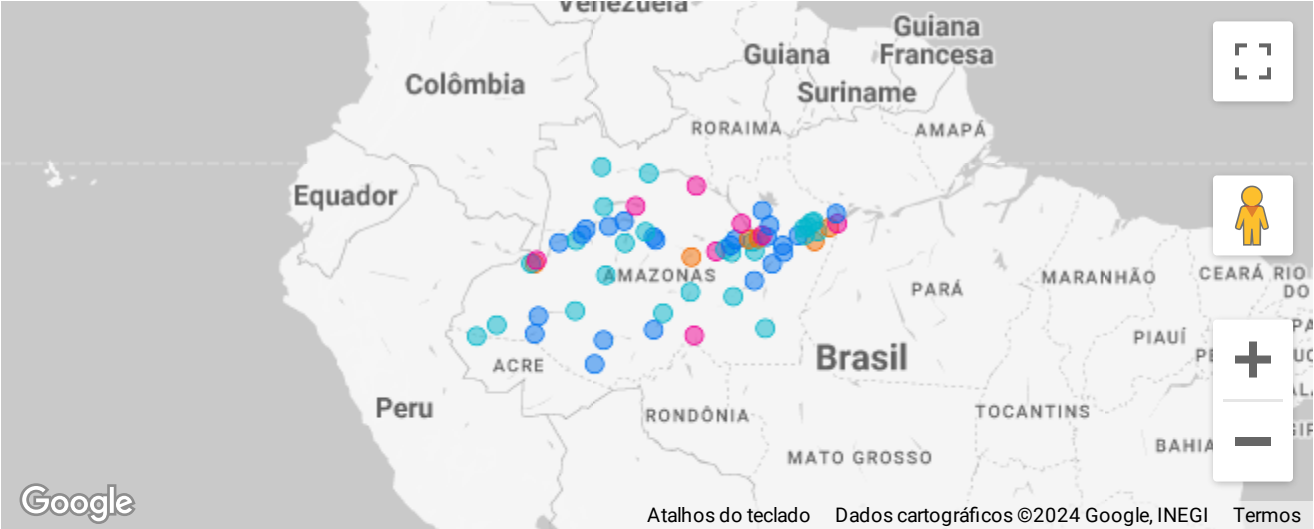 Venezuela
Guiana
Guiana
Francesa
Colômbia
Suriname
RORAIMA
AMAPÁ
Equador
AMAZONAS
PARÁ
MARANHÃO
CEARÁ
RIO
DO
PIAUÍ
Brasil
ACRE
Peru
RONDÔNIA
TOCANTINS
MATO GROSSO
BAHIA
Google
Atalhos do teclado
Dados cartográficos ©2024 Google, INEGI
Termos